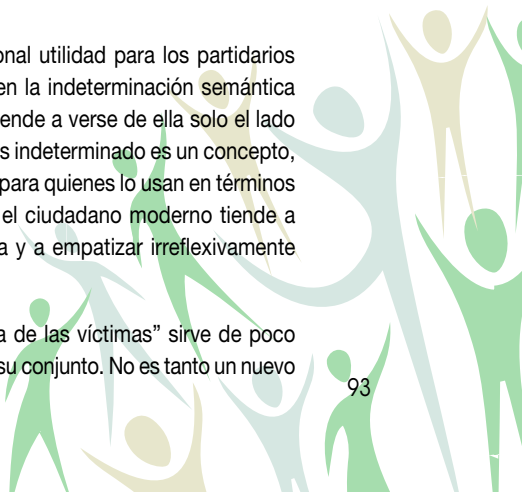 onal utilidad para los partidarios
en la indeterminación semántica
ende a verse de ella solo el lado
s indeterminado es un concepto,
para quienes lo usan en términos
el ciudadano moderno tiende a
a y a empatizar irreflexivamente
a de las víctimas” sirve de poco
su conjunto. No es tanto un nuevo
93